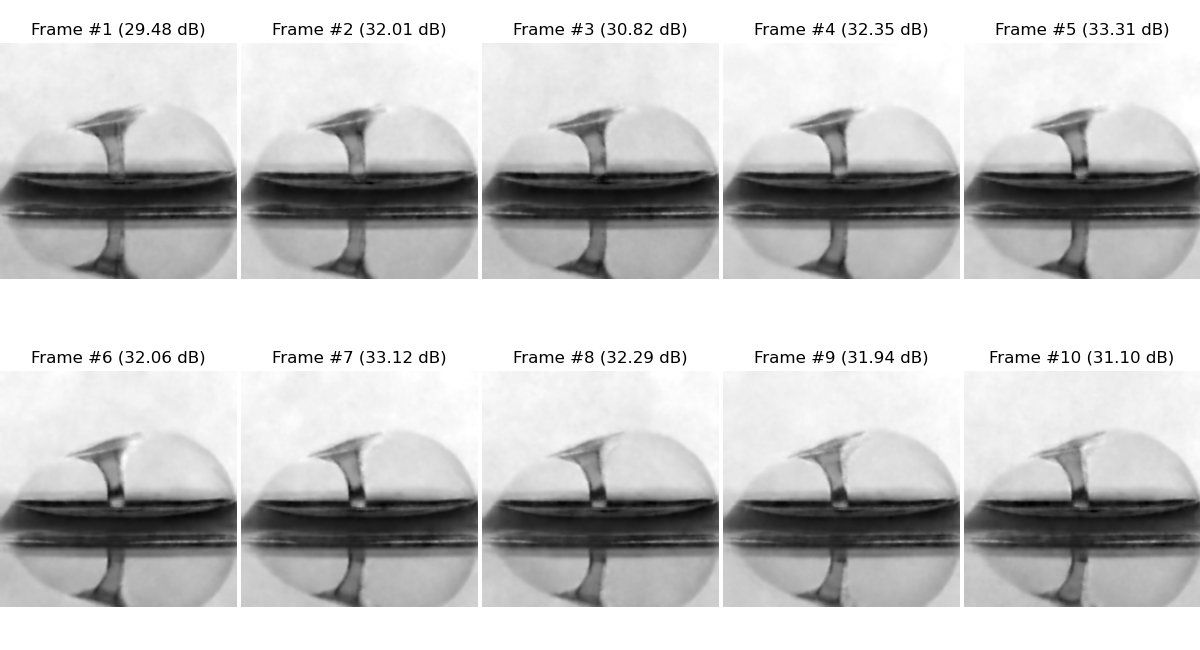 Frame #1 (29.48 dB)
Frame #2 (32.01 dB)
Frame #3 (30.82 dB)
Frame #4 (32.35 dB)
Frame #5 (33.31 dB)
Frame #6 (32.06 dB)
Frame #7 (33.12 dB)
Frame #8 (32.29 dB)
Frame #9 (31.94 dB)
Frame #10 (31.10 dB)